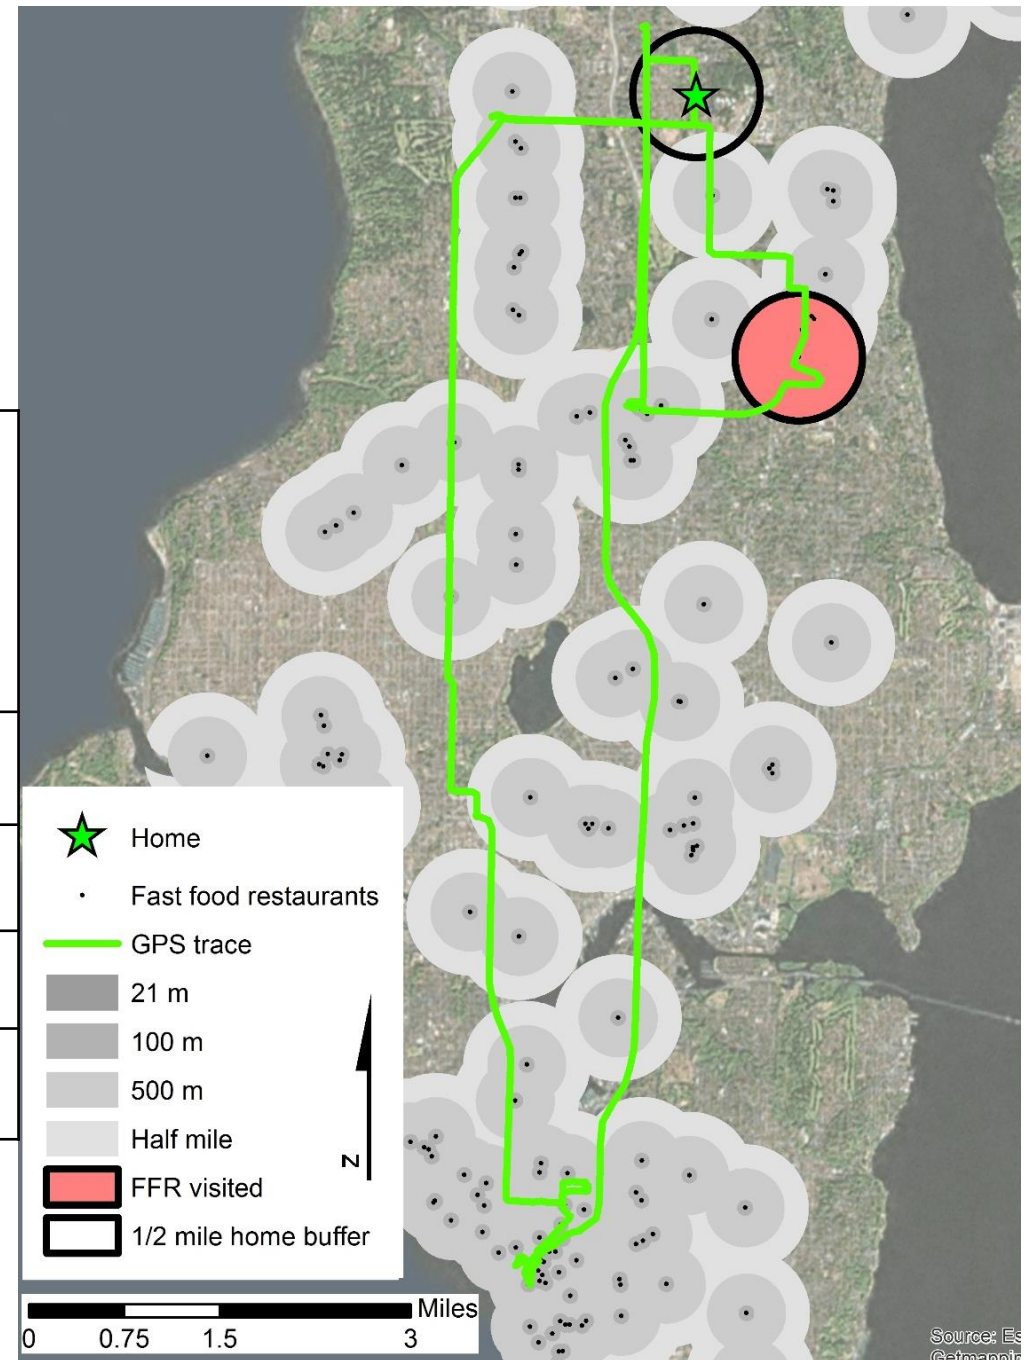 Home
Fast food restaurants
GPS trace
21 m
100 m
500 m
Half mile
FFR visited
1/2 mile home buffer
N
Miles
0 0.75 1.5 3
Source: Es
Getmappin